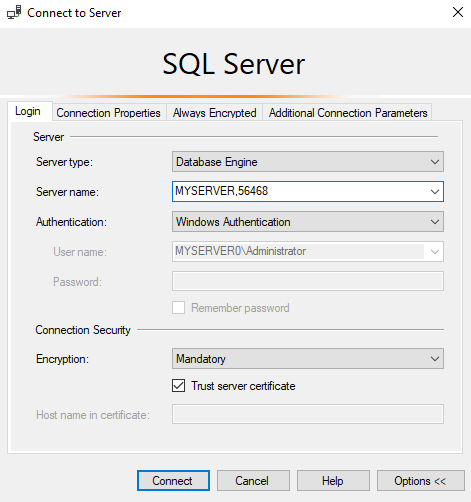 Connect to Server
SQL Server
Login Connection Properties Always Encrypted Additional Connection Parameters
Server
Server type: Database Engine
Server name: MYSERVER,56468
Authentication: Windows Authentication
User name: MYSERVER0\Administrator
Password:
Remember password
Connection Security
Encryption: Mandatory
Trust server certificate
Host name in certificate:
Connect Cancel Help Options <<